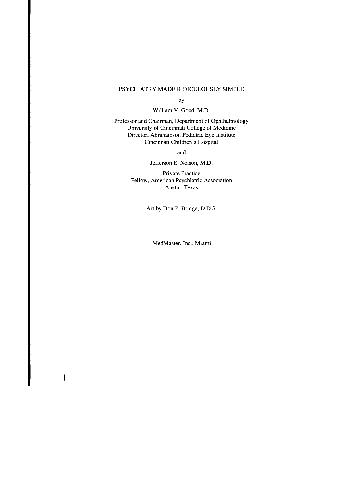 PSYCHIATRY MADE RIDICULOUSLY SIMPLE
by
William V. Good, M.D.
Professor and Chairman, Department of Ophthalmology
University of Cincinnati College of Medicine
Director, Abrahamson Pediatric Eye Institute
Cincinnati Children's Hospital
and
Jefferson E. Nelson, M.D.
Private Practice
Fellow, American Psychiatric Association
Austin, Texas
Art by
MedMaster, Inc., Miami